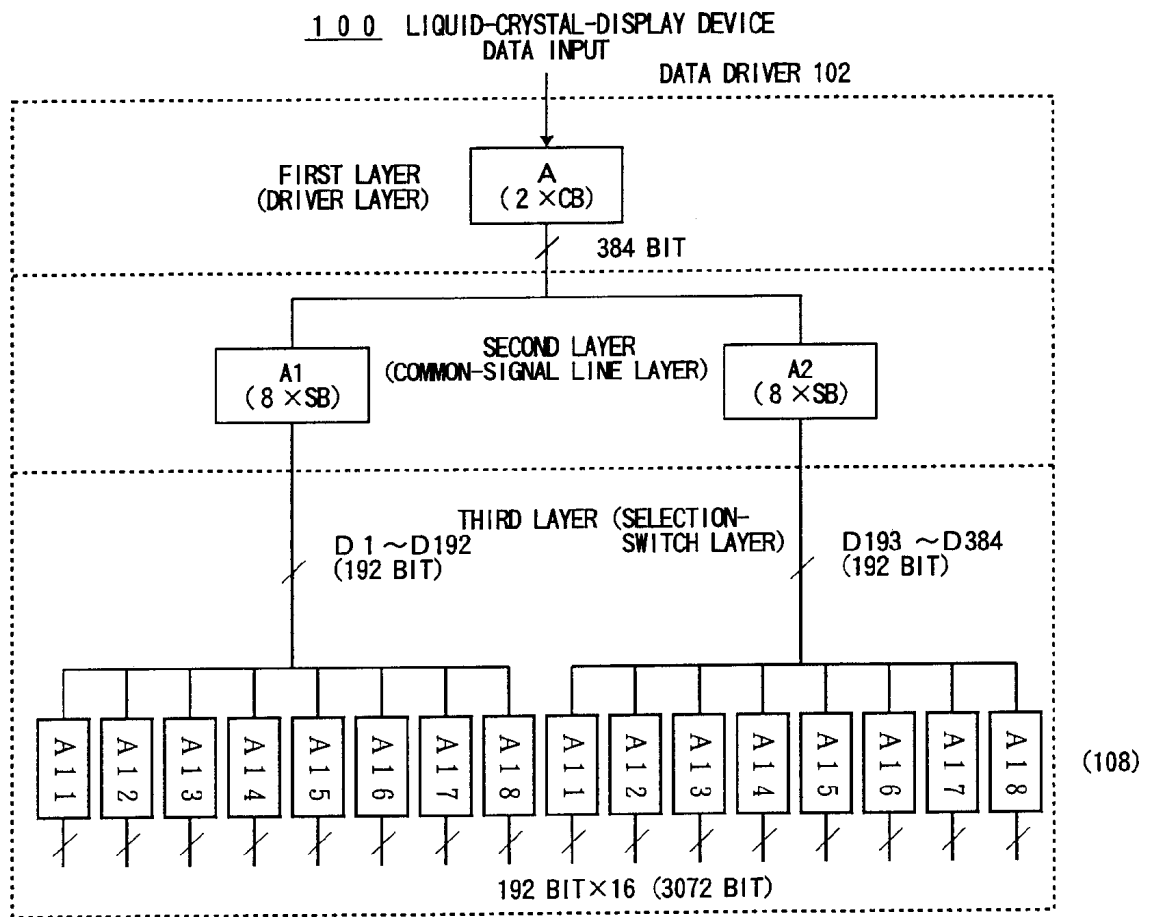 100 LIQUID-CRYSTAL-DISPLAY DEVICE
DATA INPUT
DATA DRIVER 102
FIRST LAYER
(DRIVER LAYER)
A
(2×CB)
384 BIT
SECOND LAYER
(COMMON-SIGNAL LINE LAYER)
A1
(8×SB)
A2
(8×SB)
THIRD LAYER (SELECTION-
SWITCH LAYER)
D1~D192
(192 BIT)
D193~D384
(192 BIT)
A11
A12
A13
A14
A15
A16
A17
A18
A11
A12
A13
A14
A15
A16
A17
A18
(108)
192 BIT×16 (3072 BIT)